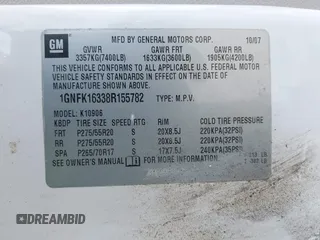 GM
MFD BY GENERAL MOTORS CORP. 10/07
GVWR GAWR FRT GAWR RR
3357KG(7400LB) 1633KG(3600LB) 1905KG(4200LB)
THIS VEHICLE CONFORMS TO ALL APPLICABLE U.S. FEDERAL MOTOR
VEHICLE SAFETY STANDARDS IN EFFECT ON THE DATE OF
MANUFACTURE SHOWN ABOVE.
1GNFK16338R155782 TYPE: M.P.V.
MODEL: K10906
TIRE SIZE SPEED RTG RIM COLD TIRE PRESSURE
FRT P275/55R20 S 20X8.5J 220KPA(32PSI)
RR P275/55R20 S 20X8.5J 220KPA(32PSI)
SPA P265/70R17 S 17X7.5J 240KPA(35PSI)
SEE OWNER'S MANUAL FOR ADDITIONAL INFORMATION.
© DREAMBID